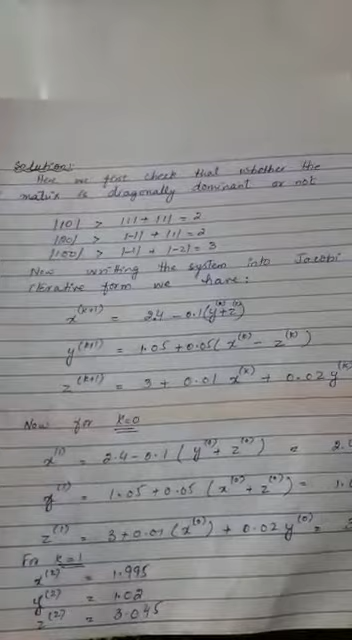 Solution:
Here we first check that whether the
matrix is diagonally dominant or not
|10| > |1| + |1| = 2
> |-1| + |1| = 2
|100| > |-1| + |-2| = 3
Now writing the system into Jacobi
iterative form we have:
x^(k+1) = 2.4 - 0.1(y^(k) + z^(k))
y^(k+1) = 1.05 + 0.05(x^(k) - z^(k))
z^(k+1) = 3 + 0.01 x^(k) + 0.02 y^(k)
Now for k=0
x^(1) = 2.4 - 0.1 (y^(0) + z^(0)) = 2.
y^(1) = 1.05 + 0.05 (x^(0) + z^(0)) = 1.
z^(1) = 3 + 0.01 (x^(0)) + 0.02 y^(0) =
For k=1
x^(2) = 1.995
y^(2) = 1.02
z^(2) = 3.045